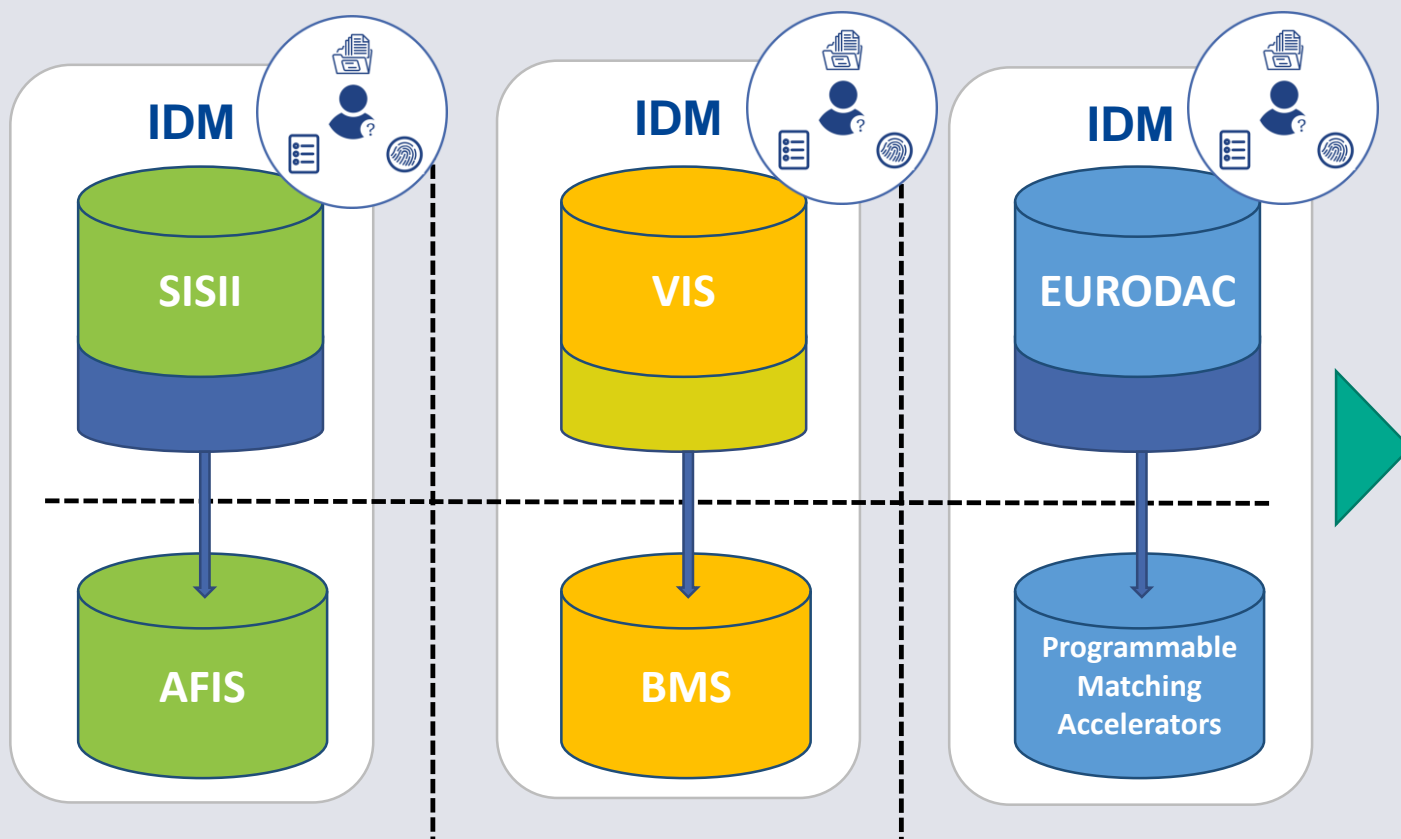 IDM
SISII
AFIS
IDM
VIS
BMS
IDM
EURODAC
Programmable
Matching
Accelerators